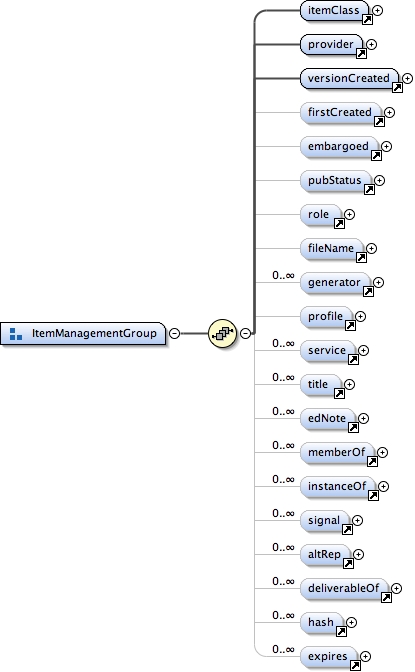 itemClass
provider
versionCreated
firstCreated
embargoed
pubStatus
role
fileName
0..∞ generator
profile
0..∞ service
0..∞ title
0..∞ edNote
0..∞ memberOf
0..∞ instanceOf
0..∞ signal
0..∞ altRep
0..∞ deliverableOf
0..∞ hash
0..∞ expires
ItemManagementGroup